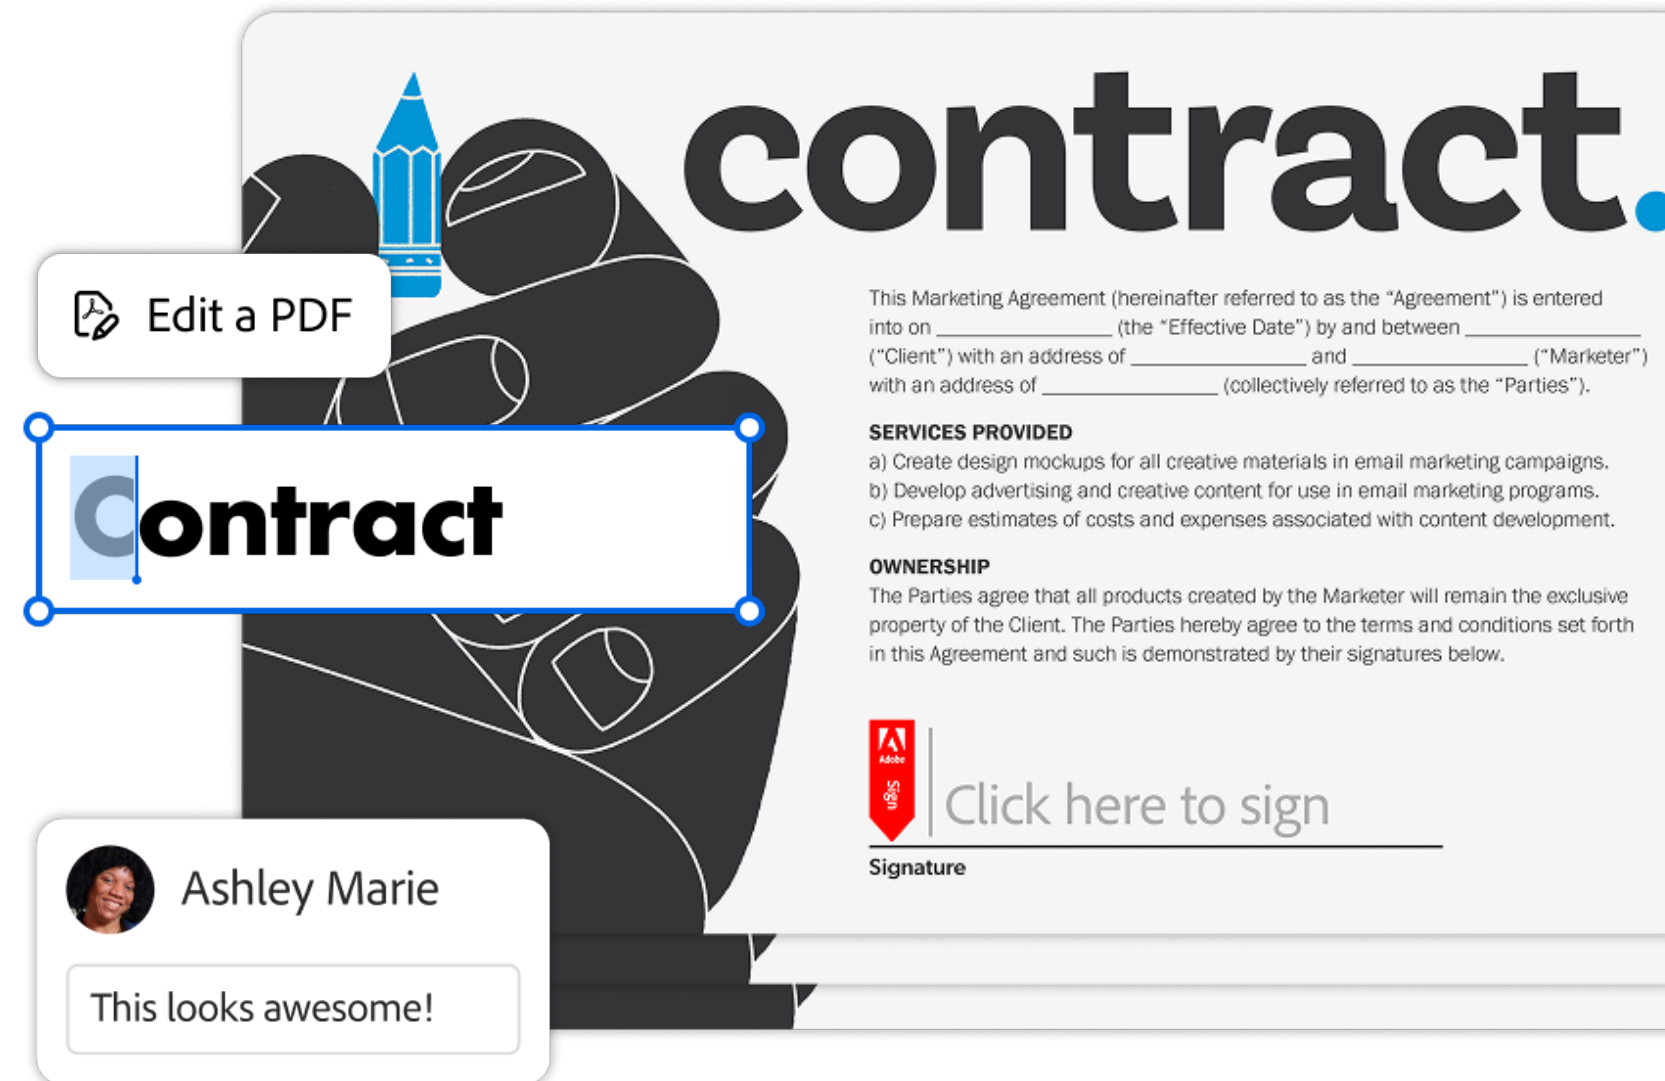 contract.
Edit a PDF
This Marketing Agreement (hereinafter referred to as the “Agreement”) is entered
into on ________________ (the “Effective Date”) by and between ________________
(“Client”) with an address of ________________ and ________________ (“Marketer”)
with an address of ________________ (collectively referred to as the “Parties”).
Contract
SERVICES PROVIDED
a) Create design mockups for all creative materials in email marketing campaigns.
b) Develop advertising and creative content for use in email marketing programs.
c) Prepare estimates of costs and expenses associated with content development.
OWNERSHIP
The Parties agree that all products created by the Marketer will remain the exclusive
property of the Client. The Parties hereby agree to the terms and conditions set forth
in this Agreement and such is demonstrated by their signatures below.
Adobe
Sign
Click here to sign
Signature
Ashley Marie
This looks awesome!